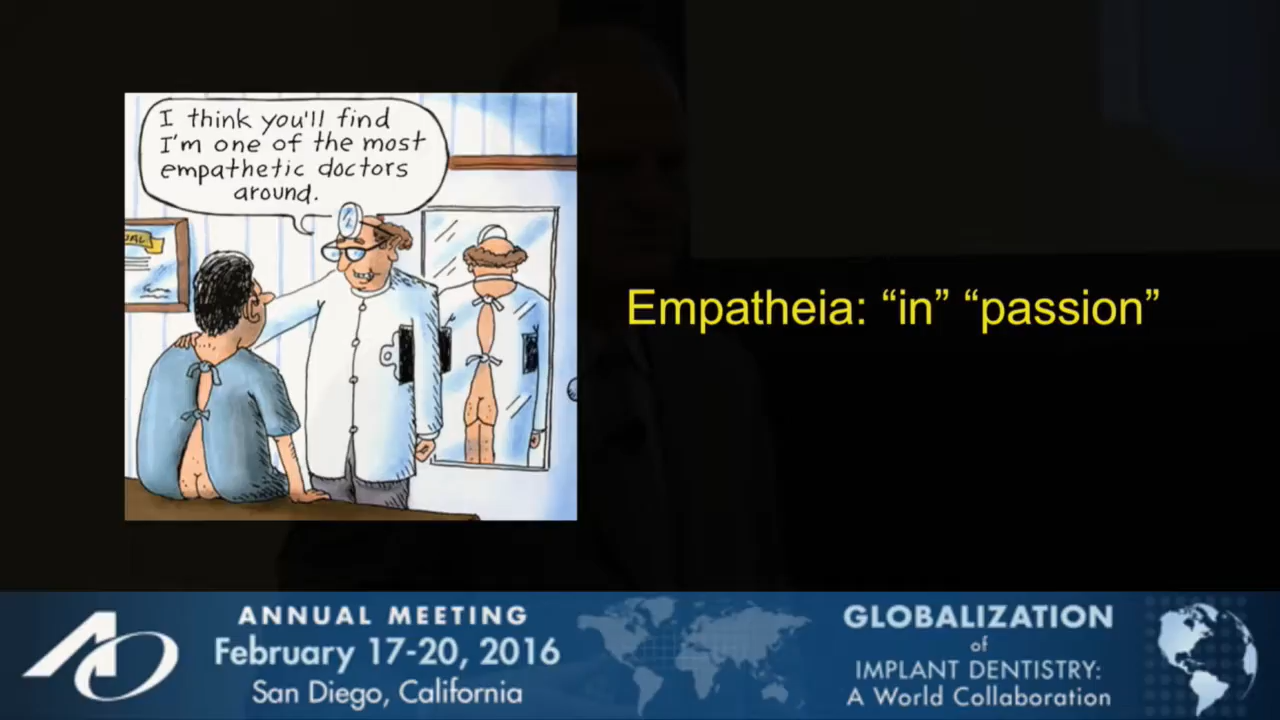 I think you'll find
I'm one of the most
empathetic doctors
around.
Empatheia: “in” “passion”
AO
ANNUAL MEETING
February 17-20, 2016
San Diego, California
GLOBALIZATION
of
IMPLANT DENTISTRY:
A World Collaboration